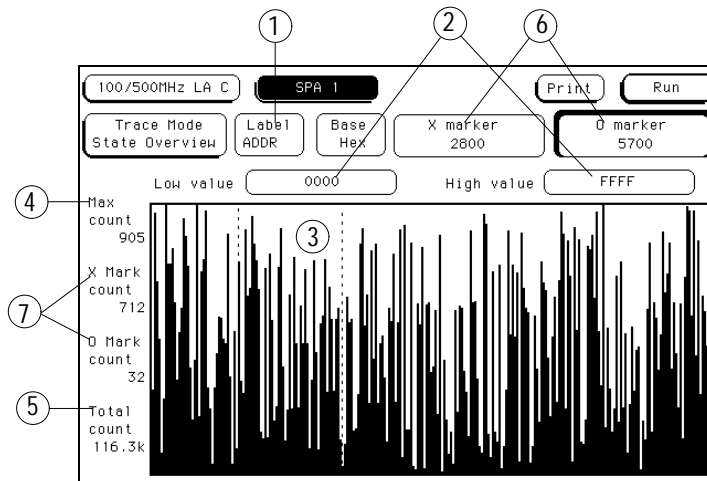 1
2
6
100/500MHz LA C
SPA 1
Print
Run
Trace Mode
State Overview
Label
ADDR
Base
Hex
X marker
2800
O marker
5700
Low value
0000
High value
FFFF
4
Max
count
905
3
X Mark
count
712
7
O Mark
count
32
5
Total
count
116.3k